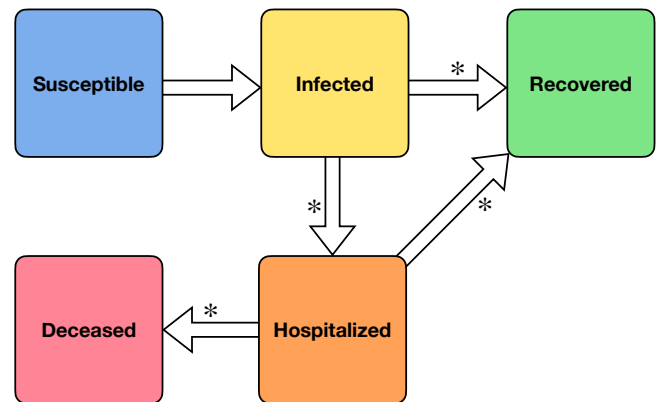 Susceptible
Infected
*
Recovered
*
*
Deceased
*
Hospitalized